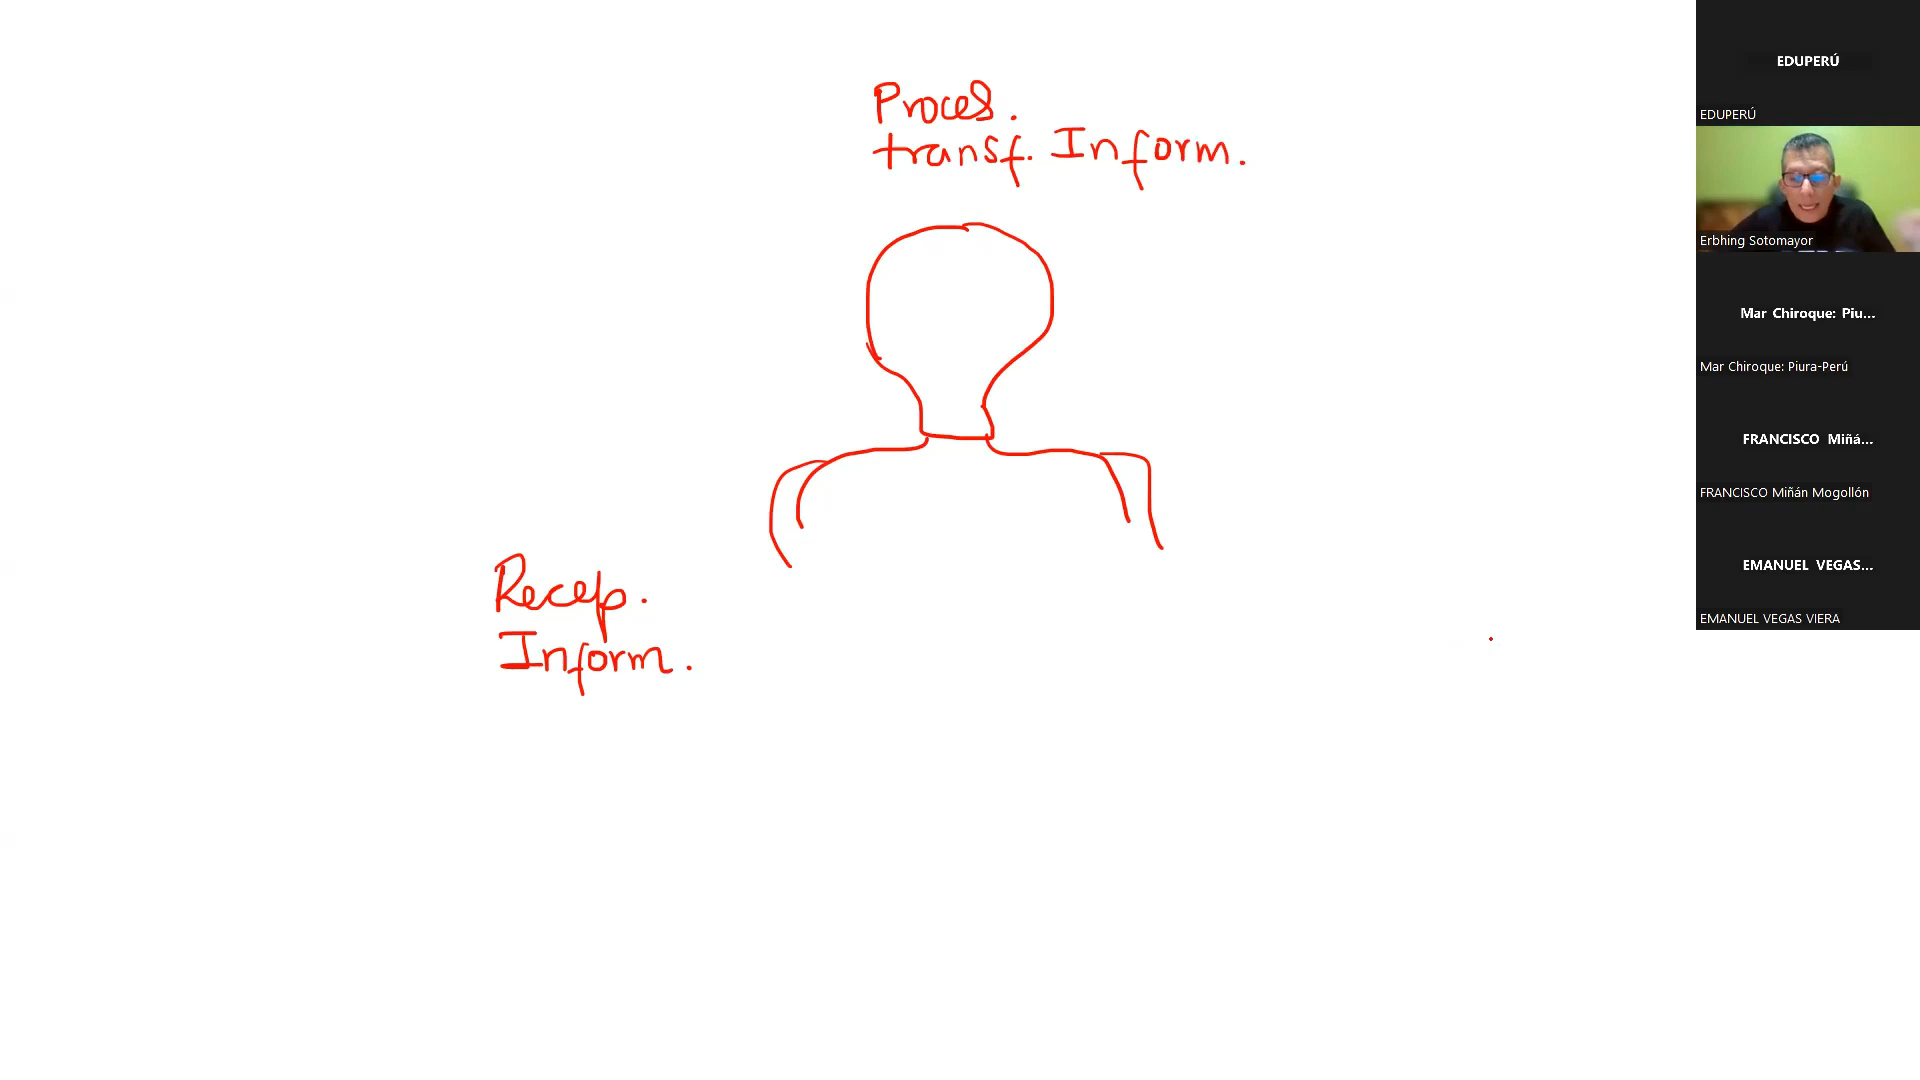 Proces.
transf. Inform.
Recep.
Inform.
EDUPERÚ
EDUPERÚ
Erbhing Sotomayor
Mar Chiroque: Piu...
Mar Chiroque: Piura-Perú
FRANCISCO Miñá...
FRANCISCO Miñán Mogollón
EMANUEL VEGAS...
EMANUEL VEGAS VIERA